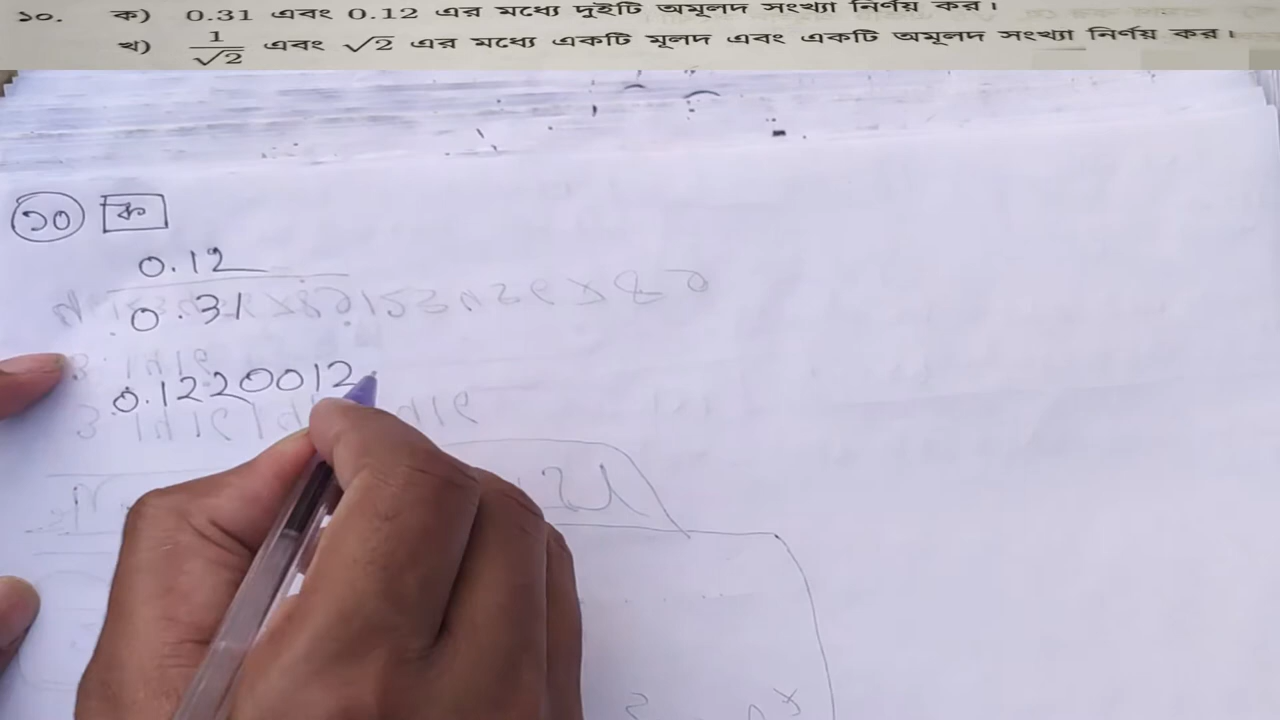 ১০. ক) 0.31 এবং 0.12 এর মধ্যে দুইটি অমূলদ সংখ্যা নির্ণয় কর।
খ) 1/√2 এবং √2 এর মধ্যে একটি মূলদ এবং একটি অমূলদ সংখ্যা নির্ণয় কর।
১০ ক
0.12
0.31
0.1220012